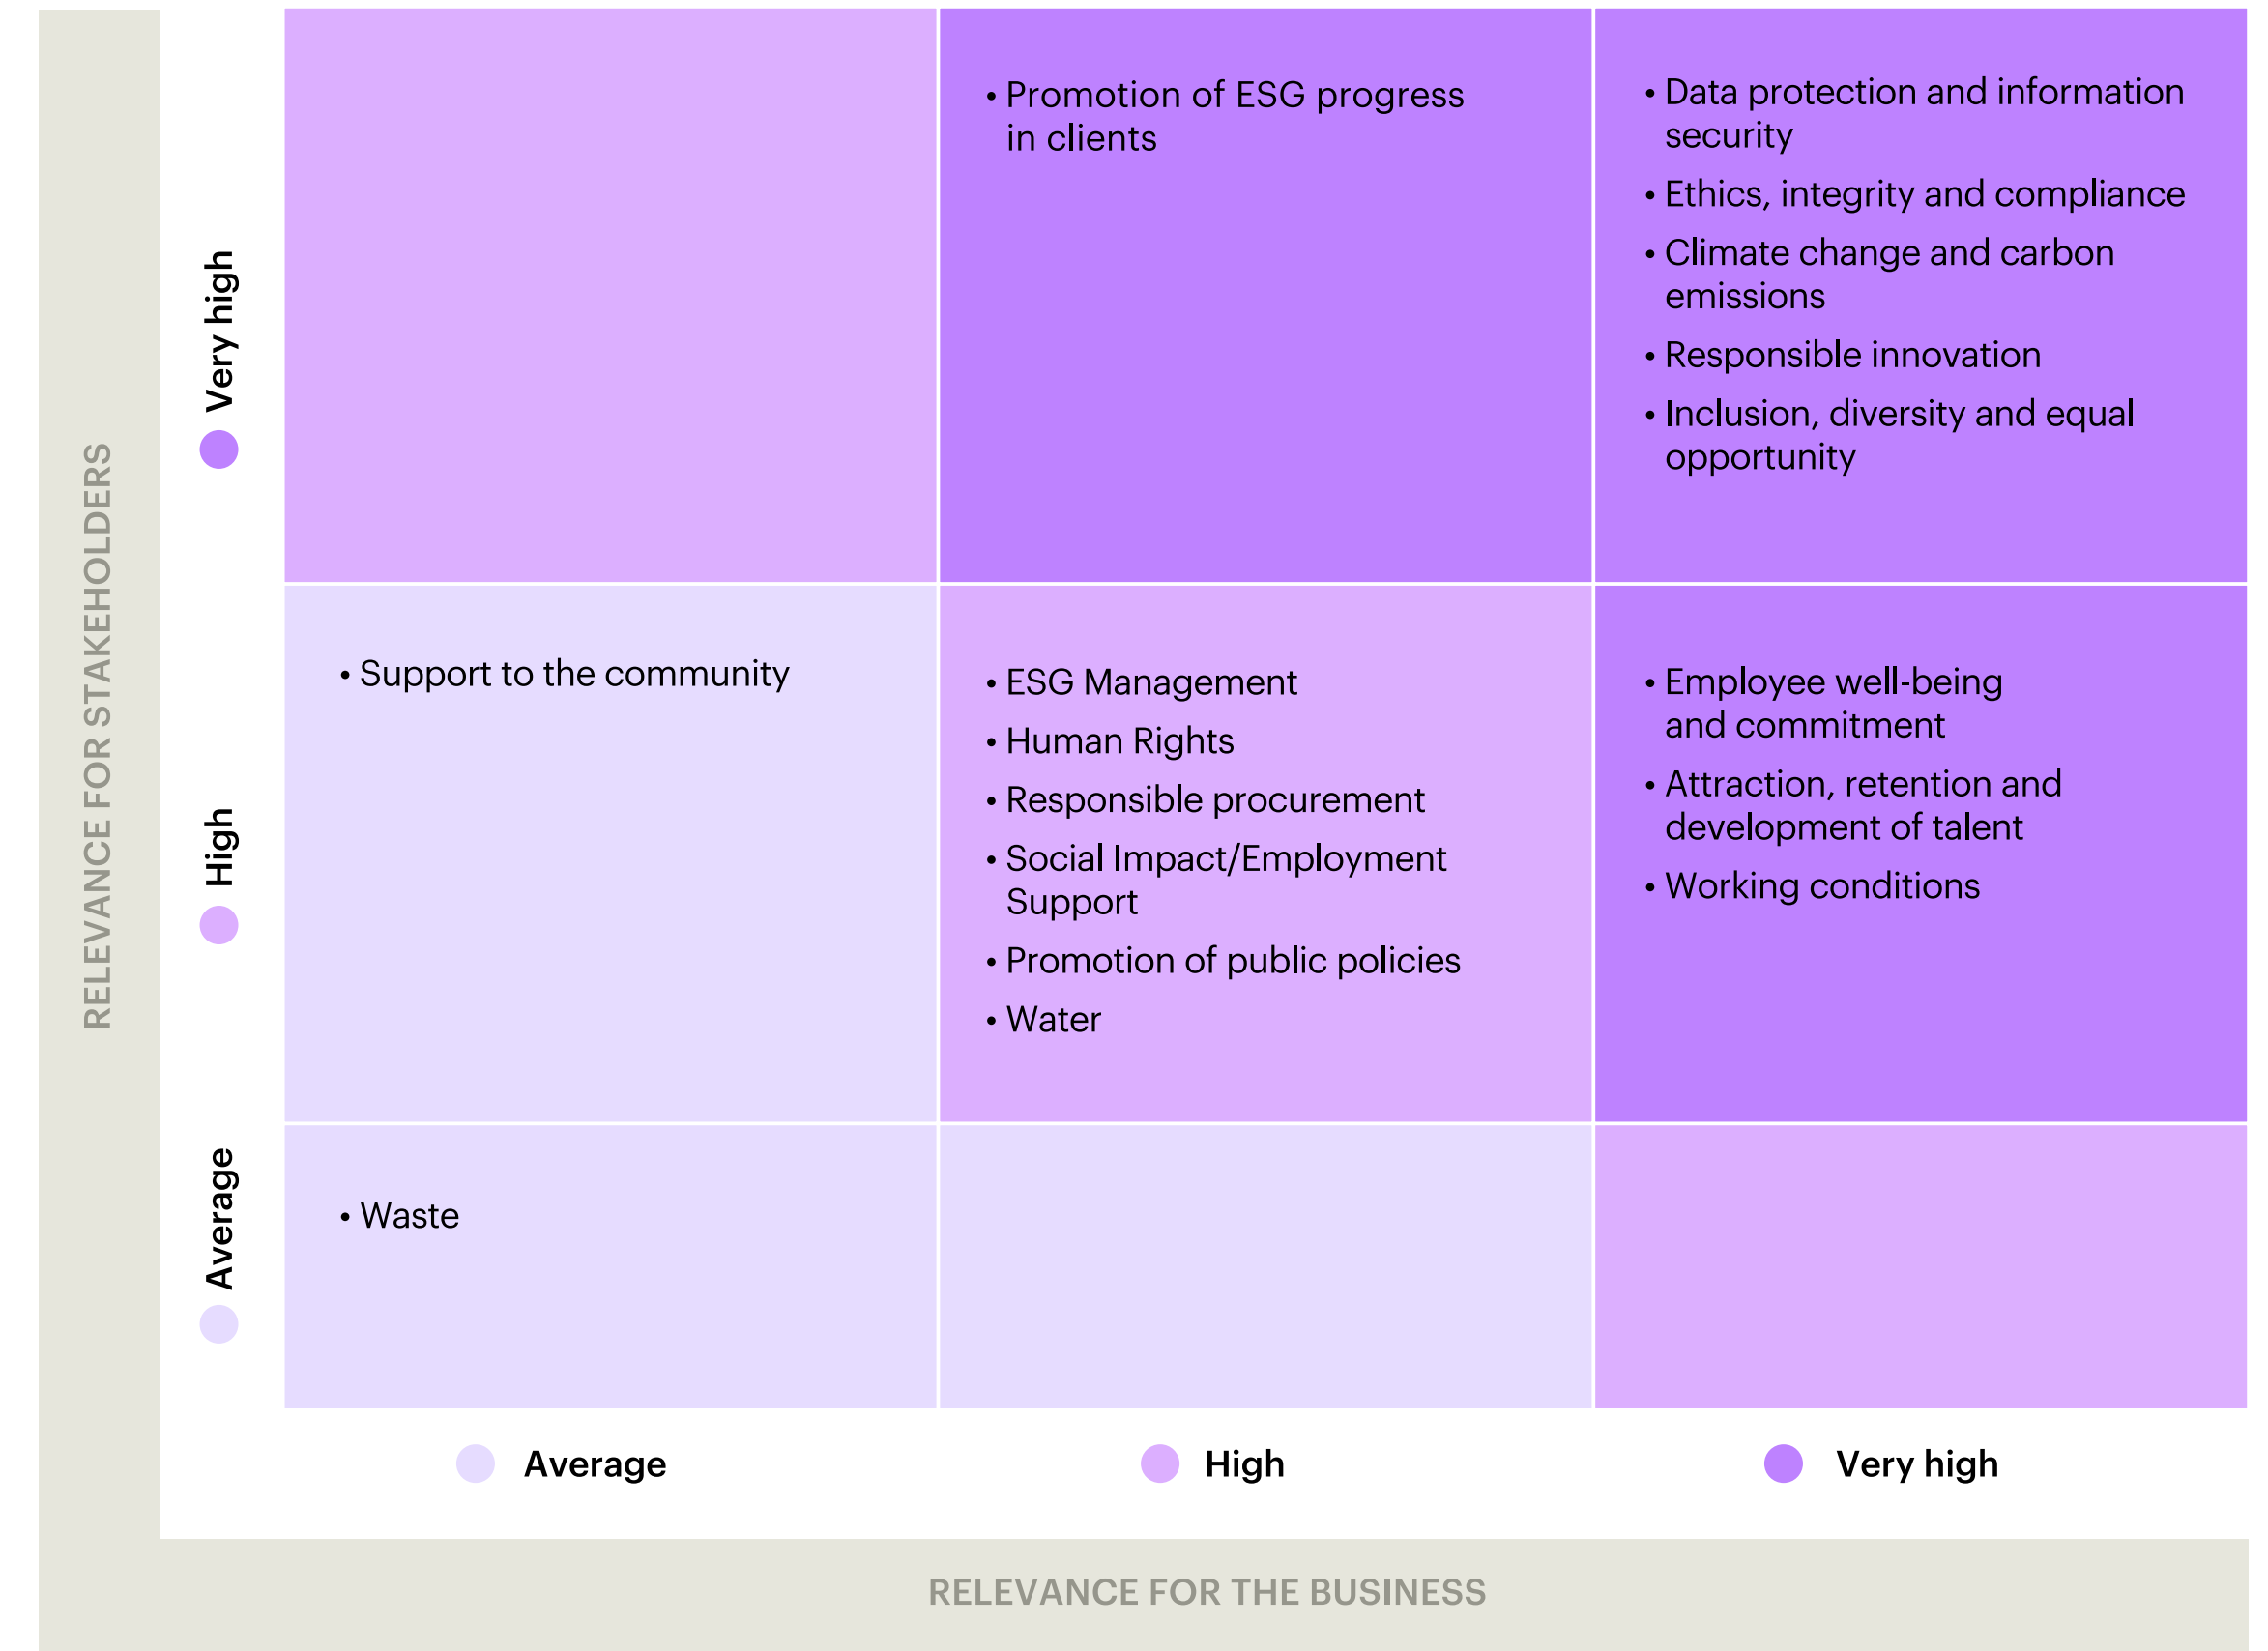 RELEVANCE FOR STAKEHOLDERS
Very high
• Promotion of ESG progress
in clients
• Data protection and information
security
• Ethics, integrity and compliance
• Climate change and carbon
emissions
• Responsible innovation
• Inclusion, diversity and equal
opportunity
High
• Support to the community
• ESG Management
• Human Rights
• Responsible procurement
• Social Impact/Employment
Support
• Promotion of public policies
• Water
• Employee well-being
and commitment
• Attraction, retention and
development of talent
• Working conditions
Average
• Waste
Average
High
Very high
RELEVANCE FOR THE BUSINESS